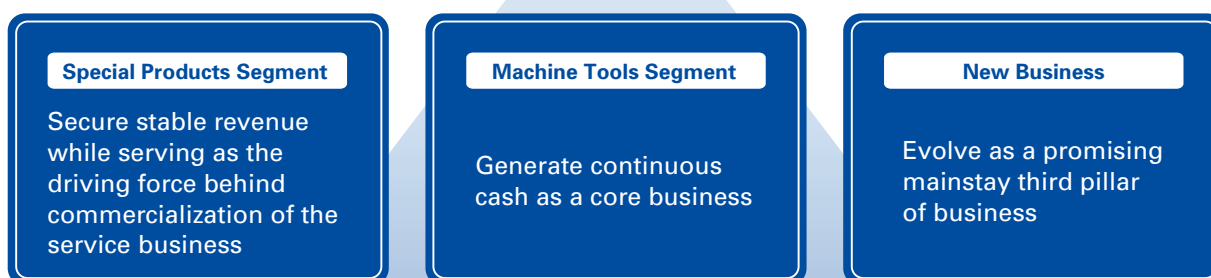 Special Products Segment
Secure stable revenue
while serving as the
driving force behind
commercialization of the
service business
Machine Tools Segment
Generate continuous
cash as a core business
New Business
Evolve as a promising
mainstay third pillar
of business